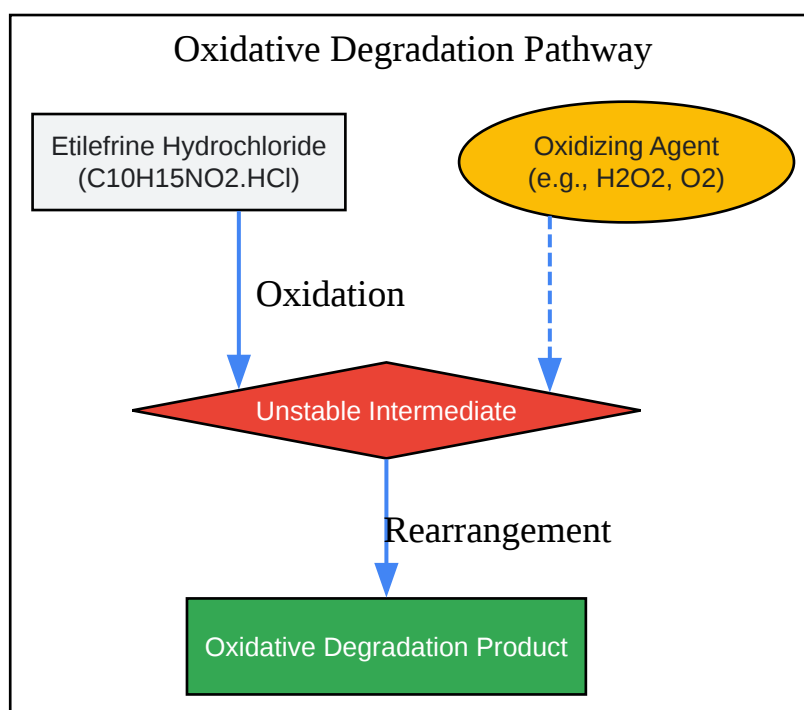 Oxidative Degradation Pathway
Etilefrine Hydrochloride
(C10H15NO2.HCl)
Oxidizing Agent
(e.g., H2O2, O2)
Oxidation
Unstable Intermediate
Rearrangement
Oxidative Degradation Product